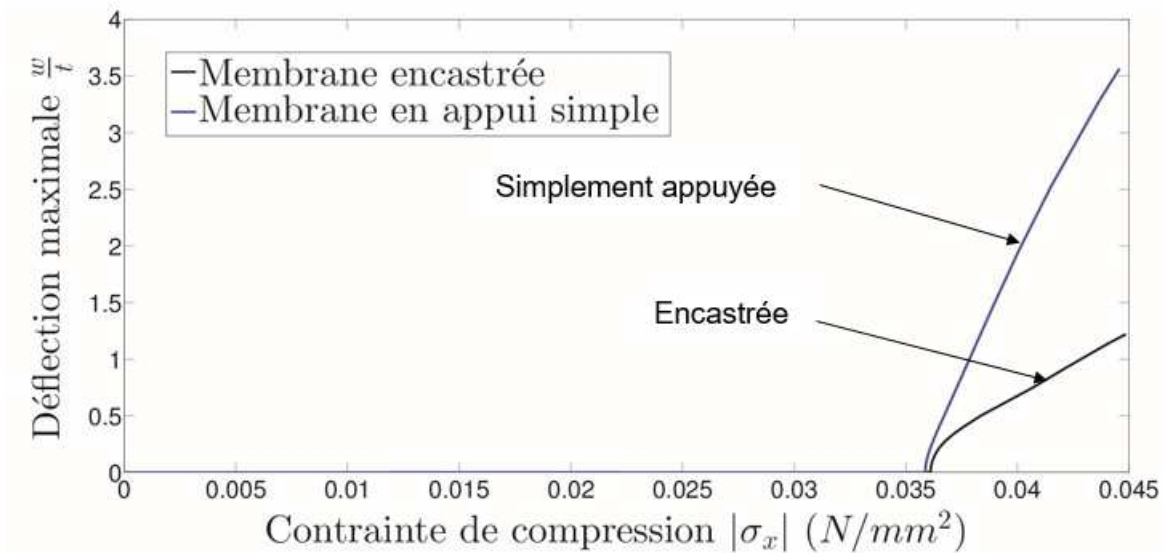 Déflection maximale w/t
4
3.5
3
2.5
2
1.5
1
0.5
0
Membrane encastrée
Membrane en appui simple
Simplement appuyée
Encastrée
0 0.005 0.01 0.015 0.02 0.025 0.03 0.035 0.04 0.045
Contrainte de compression |σx| (N/mm²)